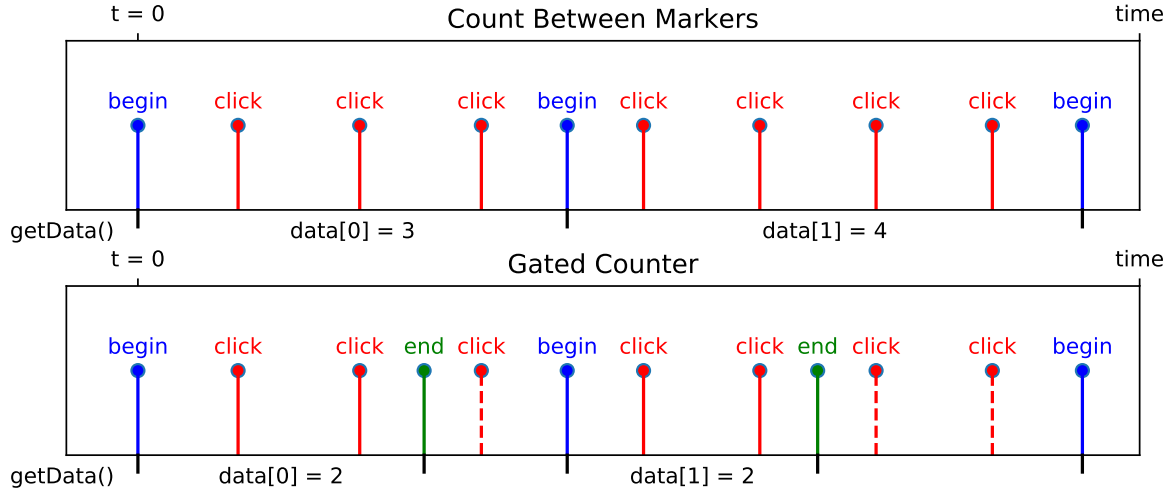 t = 0 Count Between Markers time
begin click click click begin click click click click begin
getData() data[0] = 3 data[1] = 4
t = 0 Gated Counter time
begin click click end click begin click click end click click begin
getData() data[0] = 2 data[1] = 2